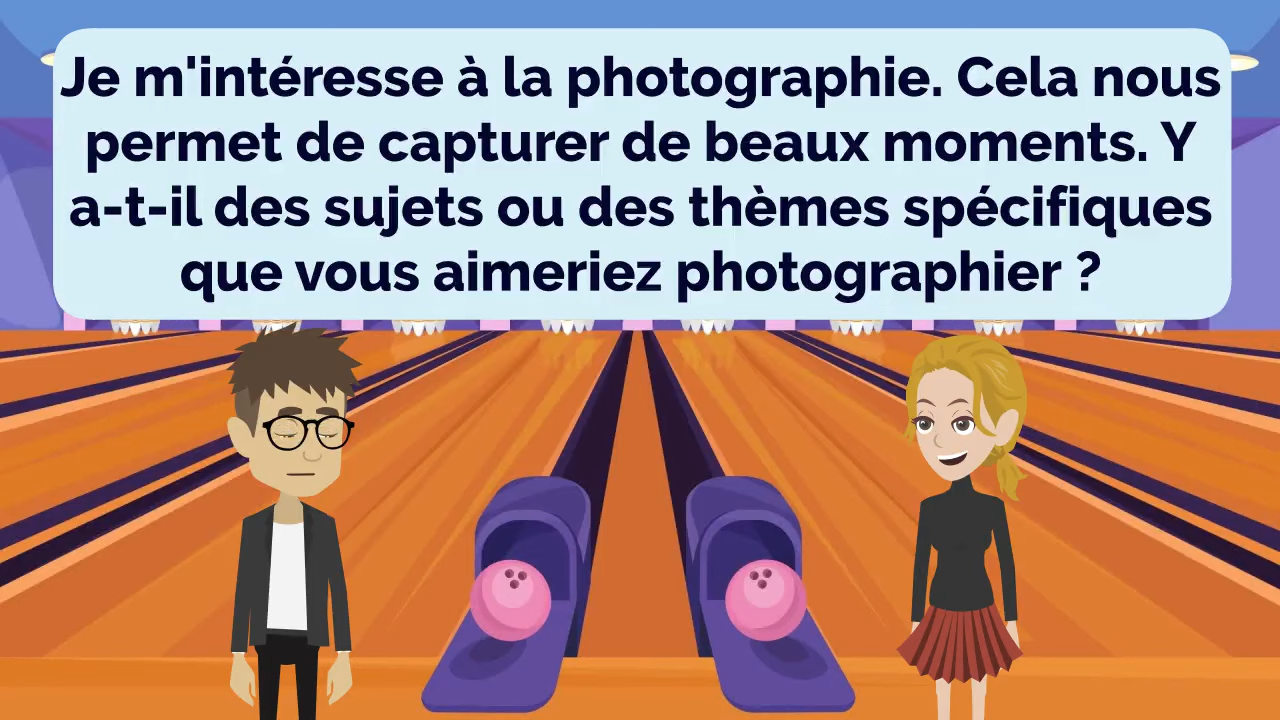 Je m'intéresse à la photographie. Cela nous
permet de capturer de beaux moments. Y
a-t-il des sujets ou des thèmes spécifiques
que vous aimeriez photographier ?